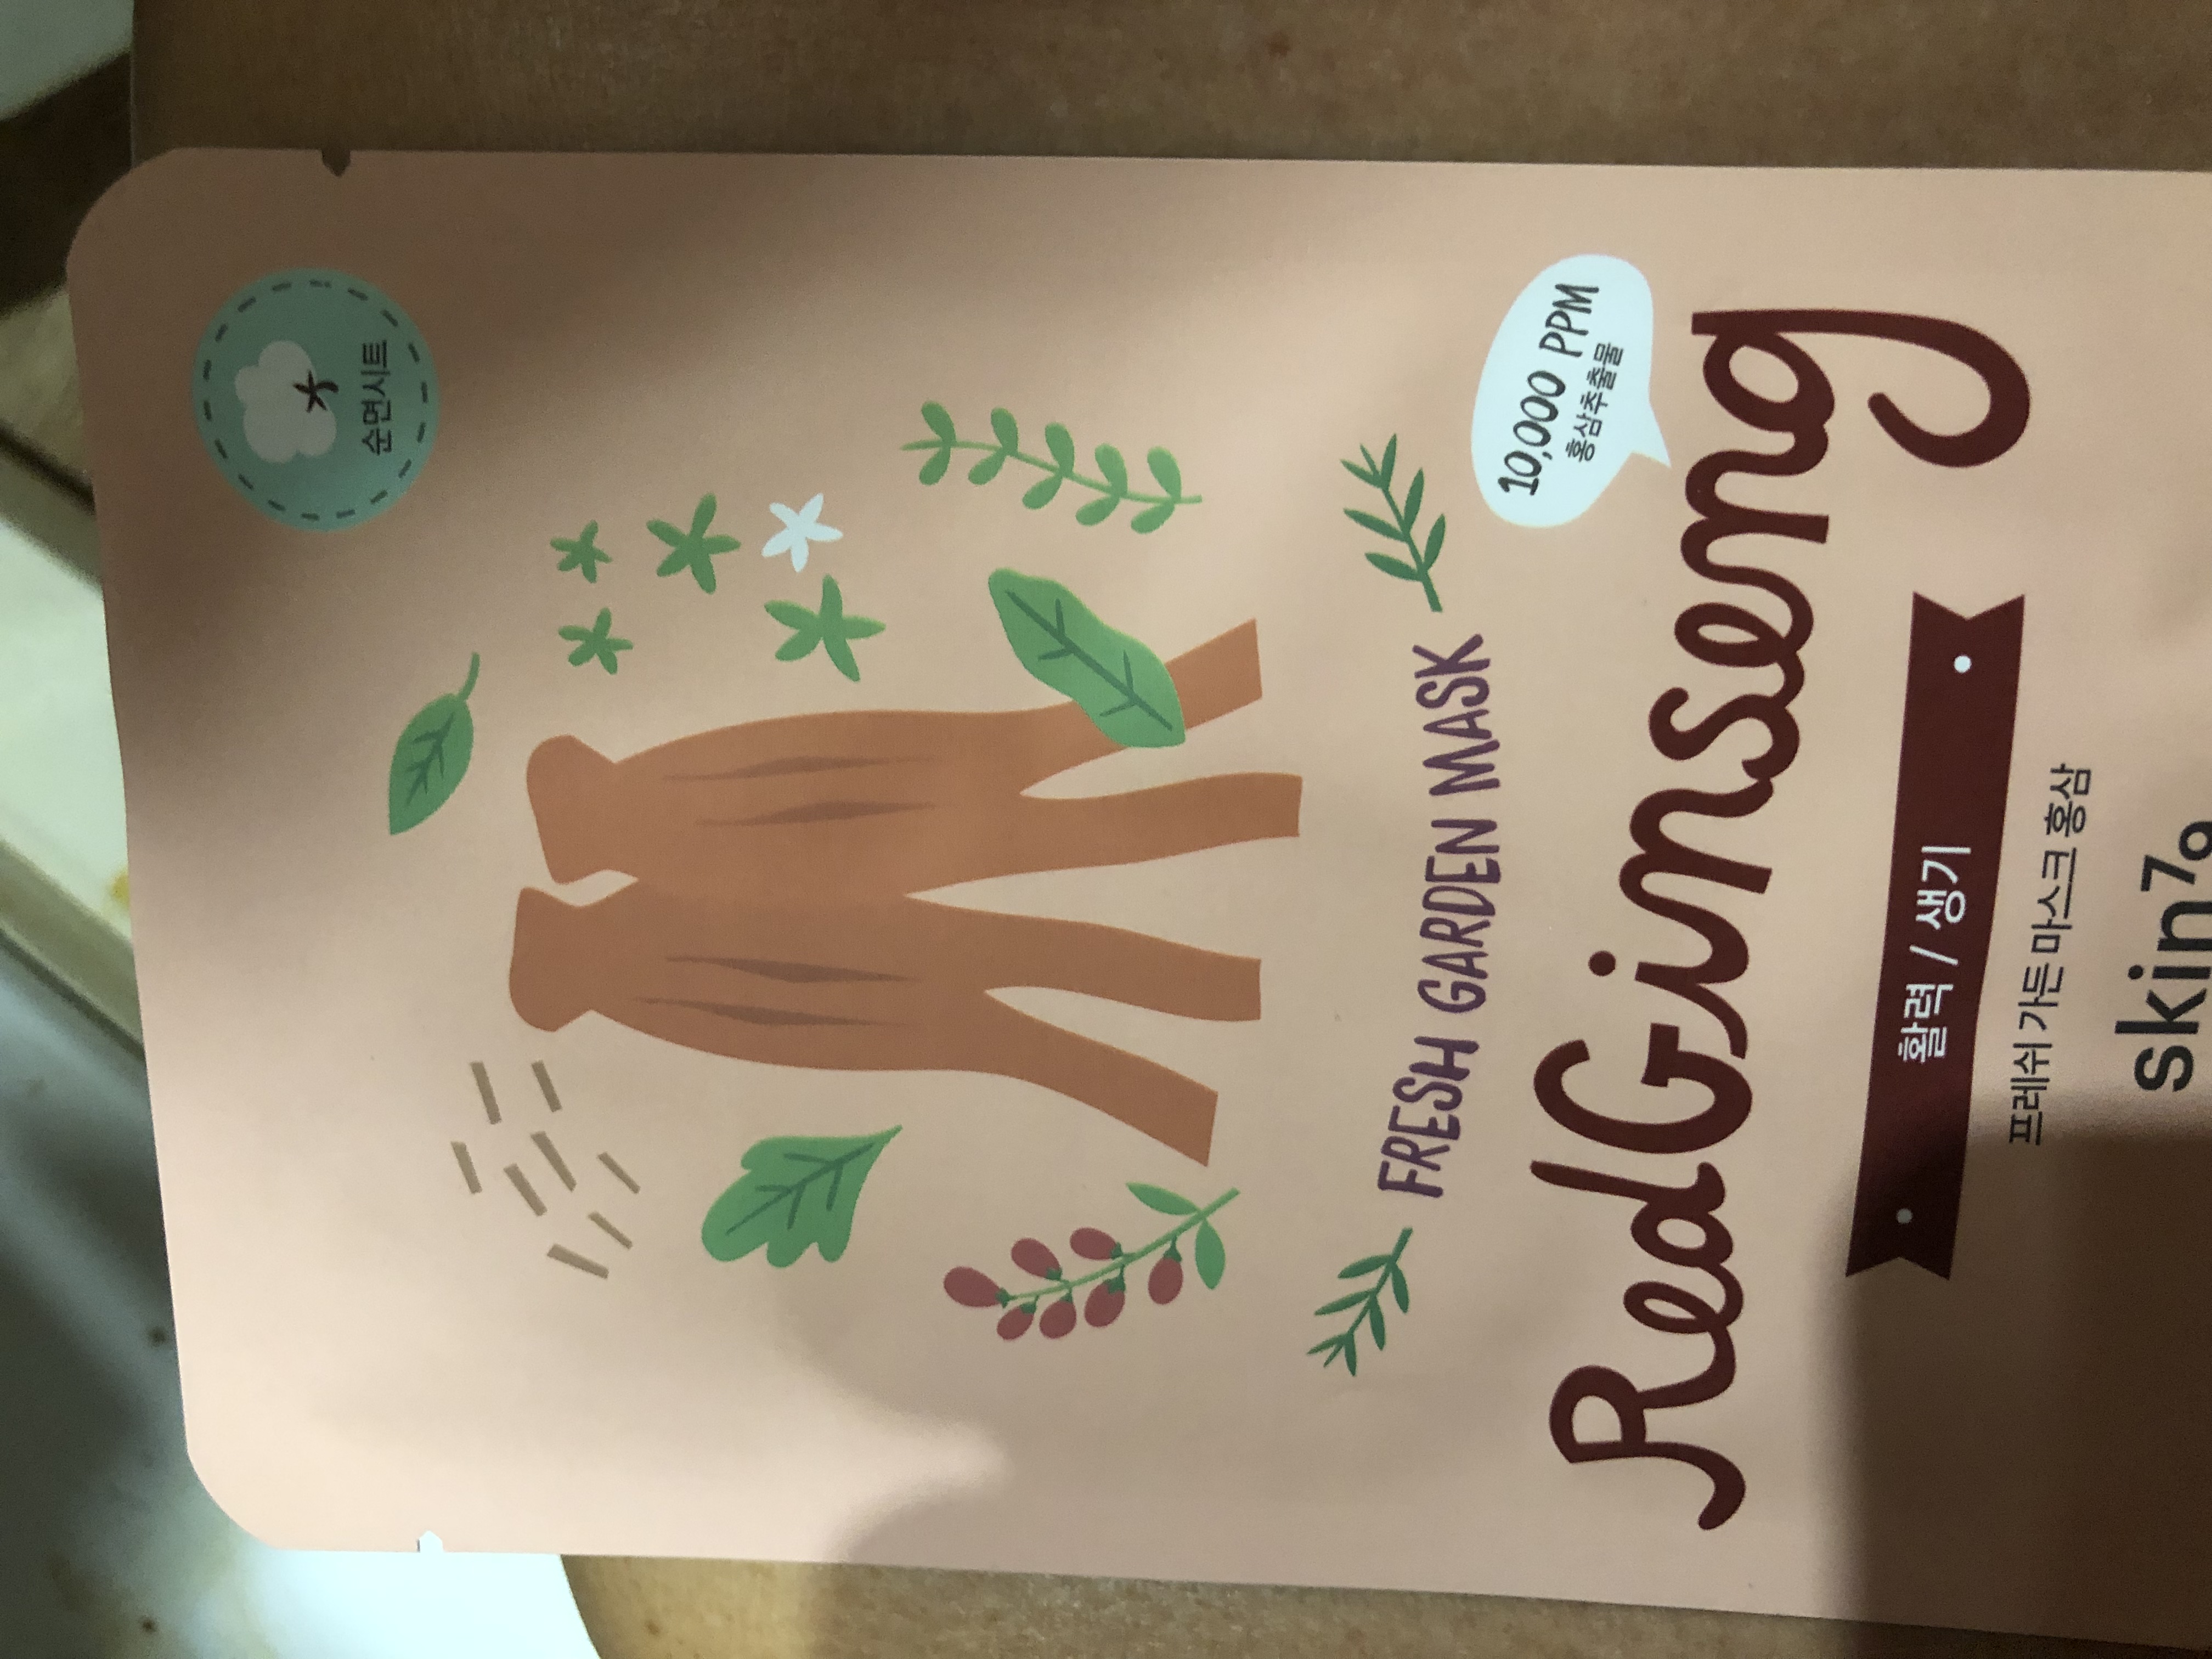 순면시트
FRESH GARDEN MASK
10,000 PPM
홍삼추출물
RedGinseng
활력 / 생기
프레쉬 가든 마스크 홍삼
skin79